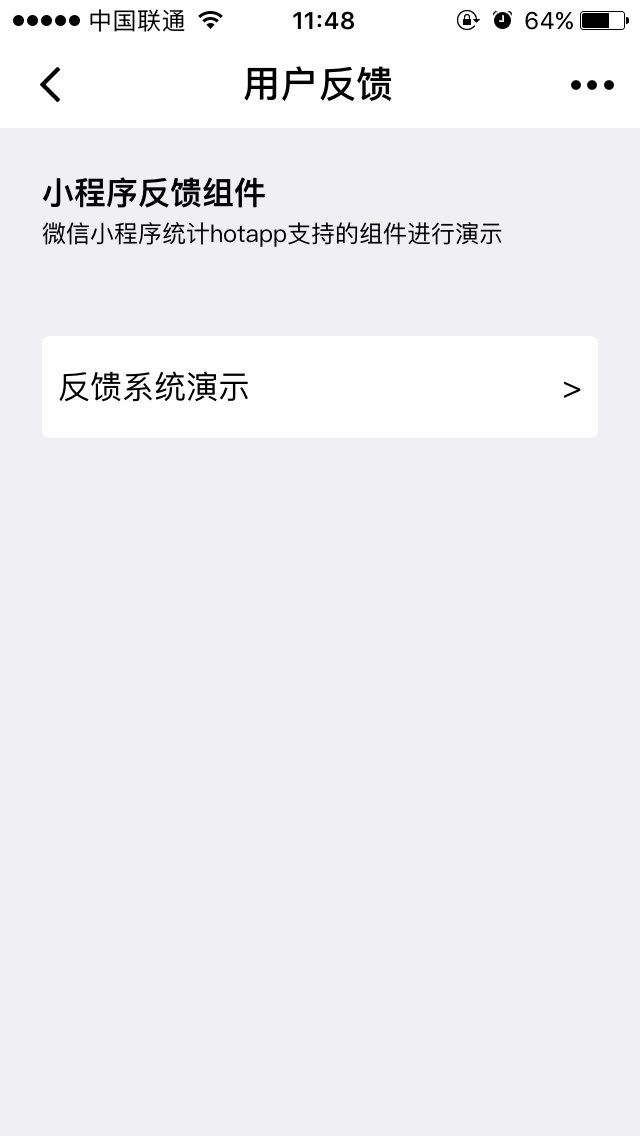 中国联通 11:48 64%
用户反馈
小程序反馈组件
微信小程序统计hotapp支持的组件进行演示
反馈系统演示 >